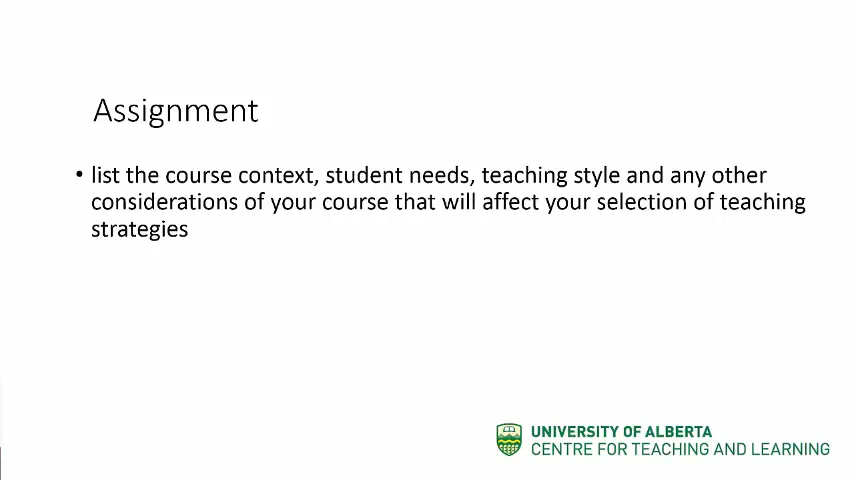 Assignment
• list the course context, student needs, teaching style and any other
considerations of your course that will affect your selection of teaching
strategies
UNIVERSITY OF ALBERTA
CENTRE FOR TEACHING AND LEARNING